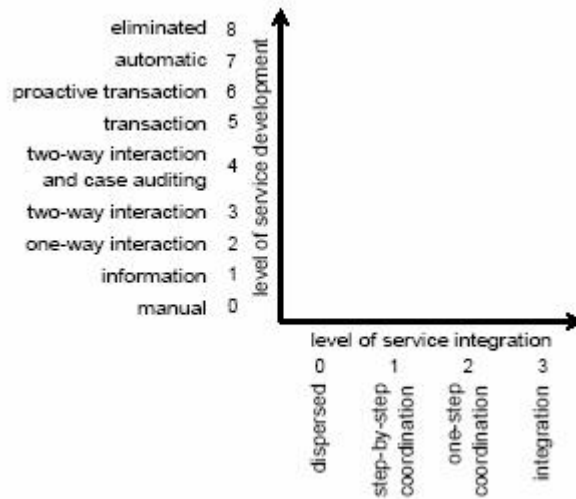 eliminated 8
automatic 7
proactive transaction 6
transaction 5
two-way interaction
and case auditing 4
two-way interaction 3
one-way interaction 2
information 1
manual 0
level of service development
level of service integration
0 1 2 3
dispersed
step-by-step
coordination
one-step
coordination
integration